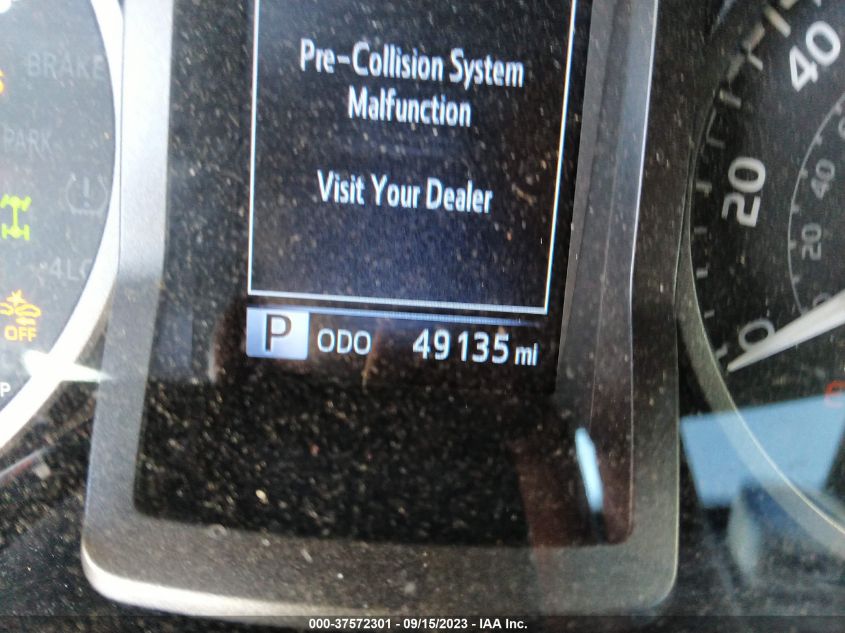 Pre-Collision System
Malfunction
Visit Your Dealer
P ODO 49135 mi
BRAKE
PARK
4LO
OFF
P
40
20
0
40
20
000-37572301 - 09/15/2023 - IAA Inc.